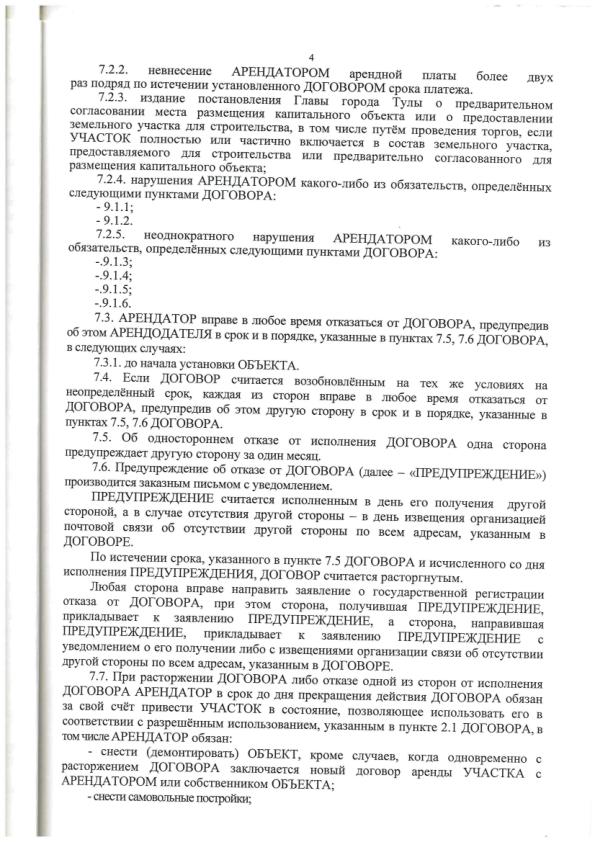 4
7.2.2. невнесение АРЕНДАТОРОМ арендной платы более двух
раз подряд по истечении установленного ДОГОВОРОМ срока платежа.
7.2.3. издание постановления Главы города Тулы о предварительном
согласовании места размещения капитального объекта или о предоставлении
земельного участка для строительства, в том числе путём проведения торгов, если
УЧАСТОК полностью или частично включается в состав земельного участка,
предоставляемого для строительства или предварительно согласованного для
размещения капитального объекта;
7.2.4. нарушения АРЕНДАТОРОМ какого-либо из обязательств, определённых
следующими пунктами ДОГОВОРА:
- 9.1.1;
- 9.1.2.
7.2.5. неоднократного нарушения АРЕНДАТОРОМ какого-либо из
обязательств, определённых следующими пунктами ДОГОВОРА:
-.9.1.3;
-.9.1.4;
-.9.1.5;
-.9.1.6.
7.3. АРЕНДАТОР вправе в любое время отказаться от ДОГОВОРА, предупредив
об этом АРЕНДОДАТЕЛЯ в срок и в порядке, указанные в пунктах 7.5, 7.6 ДОГОВОРА,
в следующих случаях:
7.3.1. до начала установки ОБЪЕКТА.
7.4. Если ДОГОВОР считается возобновлённым на тех же условиях на
неопределённый срок, каждая из сторон вправе в любое время отказаться от
ДОГОВОРА, предупредив об этом другую сторону в срок и в порядке, указанные в
пунктах 7.5, 7.6 ДОГОВОРА.
7.5. Об одностороннем отказе от исполнения ДОГОВОРА одна сторона
предупреждает другую сторону за один месяц.
7.6. Предупреждение об отказе от ДОГОВОРА (далее – «ПРЕДУПРЕЖДЕНИЕ»)
производится заказным письмом с уведомлением.
ПРЕДУПРЕЖДЕНИЕ считается исполненным в день его получения другой
стороной, а в случае отсутствия другой стороны – в день извещения организацией
почтовой связи об отсутствии другой стороны по всем адресам, указанным в
ДОГОВОРЕ.
По истечении срока, указанного в пункте 7.5 ДОГОВОРА и исчисленного со дня
исполнения ПРЕДУПРЕЖДЕНИЯ, ДОГОВОР считается расторгнутым.
Любая сторона вправе направить заявление о государственной регистрации
отказа от ДОГОВОРА, при этом сторона, получившая ПРЕДУПРЕЖДЕНИЕ,
прикладывает к заявлению ПРЕДУПРЕЖДЕНИЕ, а сторона, направившая
ПРЕДУПРЕЖДЕНИЕ, прикладывает к заявлению ПРЕДУПРЕЖДЕНИЕ с
уведомлением о его получении либо с извещениями организации связи об отсутствии
другой стороны по всем адресам, указанным в ДОГОВОРЕ.
7.7. При расторжении ДОГОВОРА либо отказе одной из сторон от исполнения
ДОГОВОРА АРЕНДАТОР в срок до дня прекращения действия ДОГОВОРА обязан
за свой счёт привести УЧАСТОК в состояние, позволяющее использовать его в
соответствии с разрешённым использованием, указанным в пункте 2.1 ДОГОВОРА, в
том числе АРЕНДАТОР обязан:
- снести (демонтировать) ОБЪЕКТ, кроме случаев, когда одновременно с
расторжением ДОГОВОРА заключается новый договор аренды УЧАСТКА с
АРЕНДАТОРОМ или собственником ОБЪЕКТА;
- снести самовольные постройки;